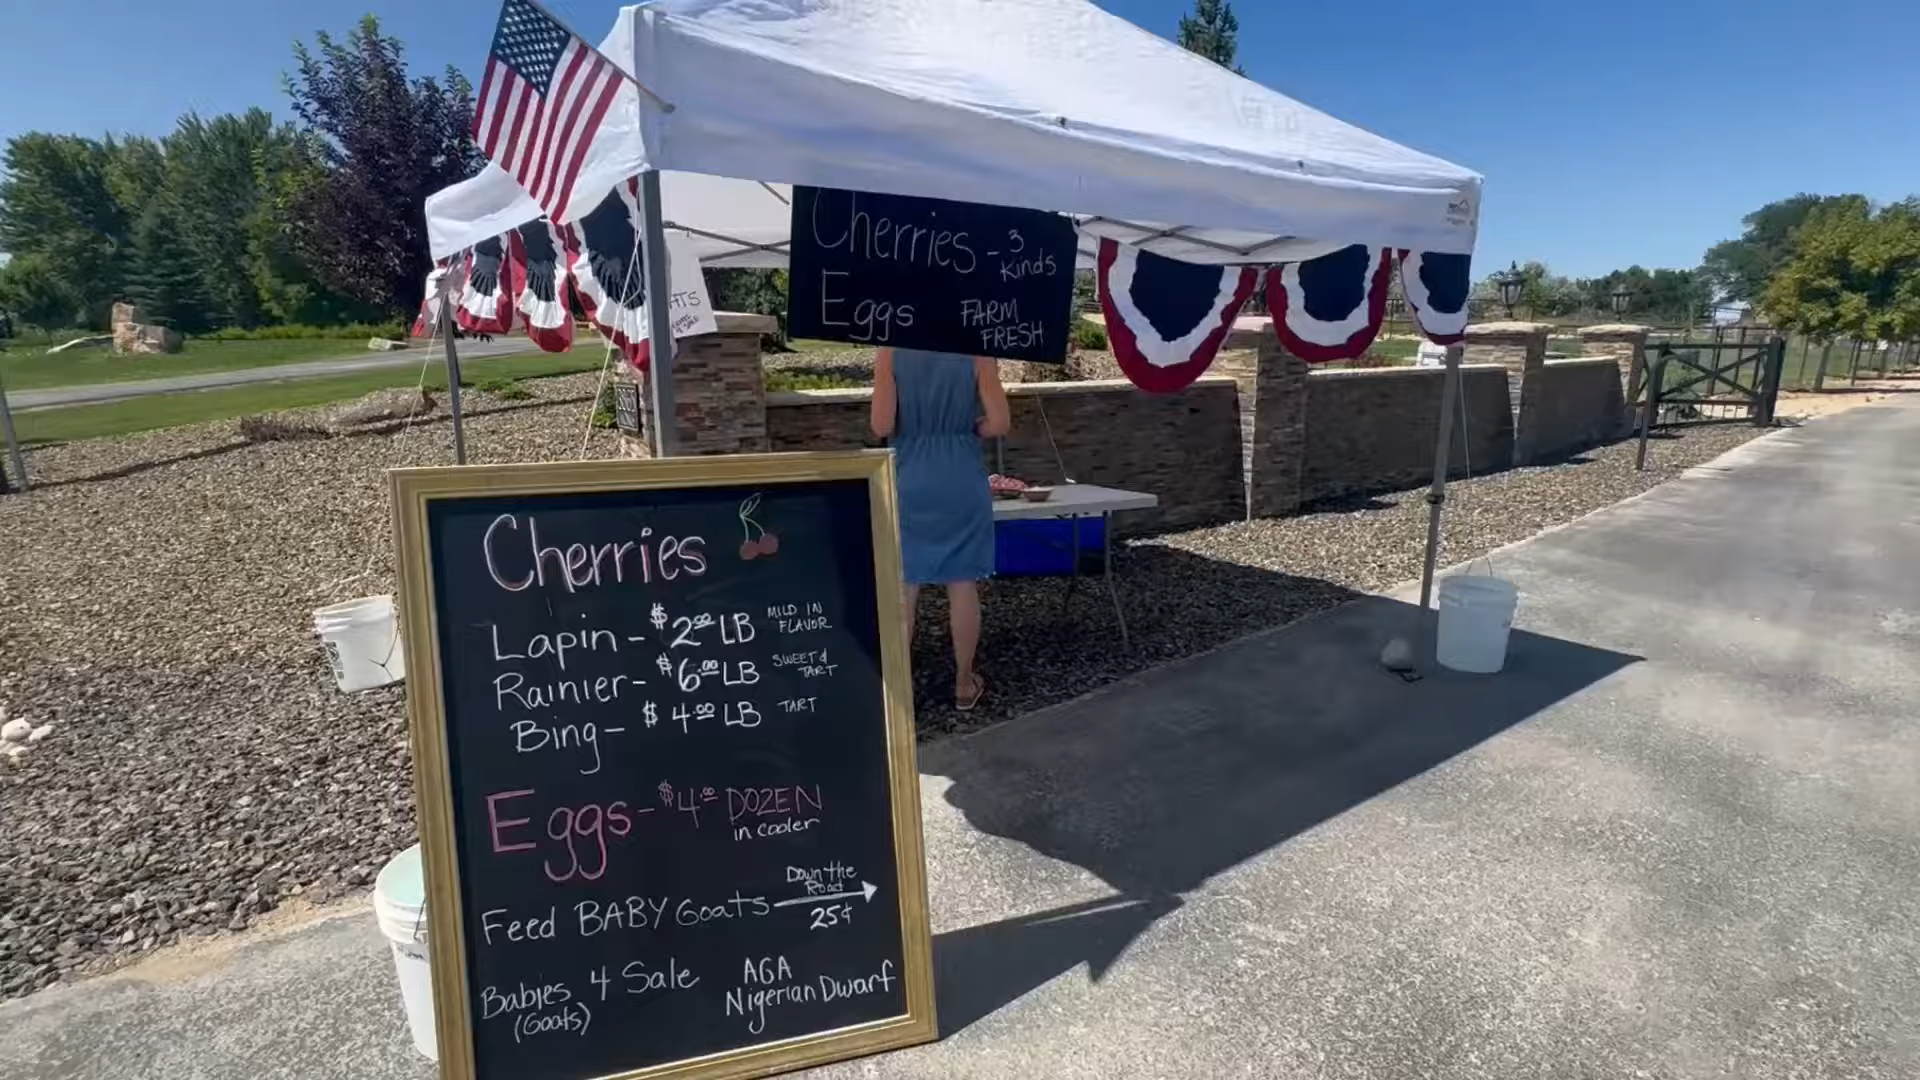 Cherries - 3 Kinds
Eggs FARM FRESH
Cherries
Lapin - $2.00 LB MILD IN FLAVOR
Rainier - $6.00 LB SWEET & TART
Bing - $4.00 LB TART
Eggs - $4.00 DOZEN
in cooler
Feed BABY Goats Down the Road 25¢
Babies 4 Sale AGA
(Goats) Nigerian Dwarf